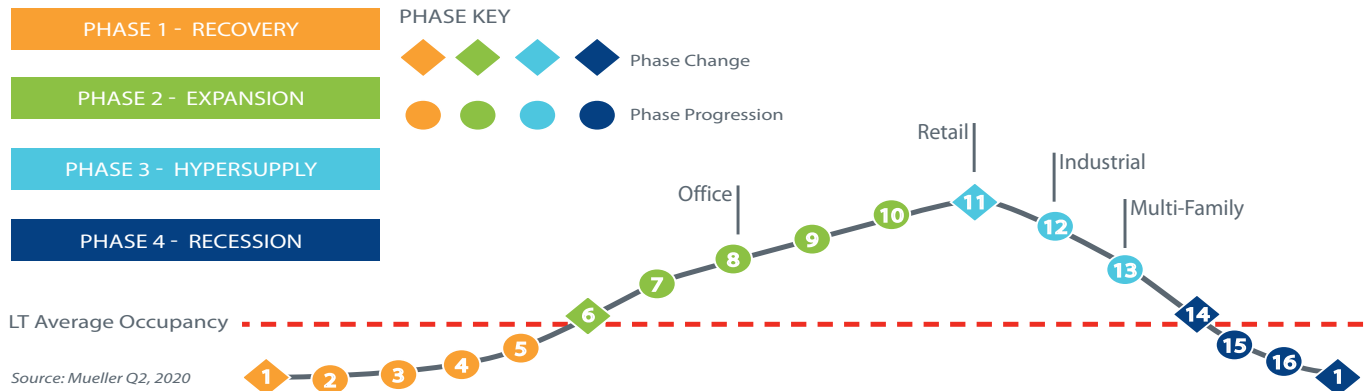 PHASE 1 - RECOVERY
PHASE 2 - EXPANSION
PHASE 3 - HYPERSUPPLY
PHASE 4 - RECESSION
PHASE KEY
Phase Change
Phase Progression
Office
Retail
Industrial
Multi-Family
LT Average Occupancy
1
2
3
4
5
6
7
8
9
10
11
12
13
14
15
16
1
Source: Mueller Q2, 2020